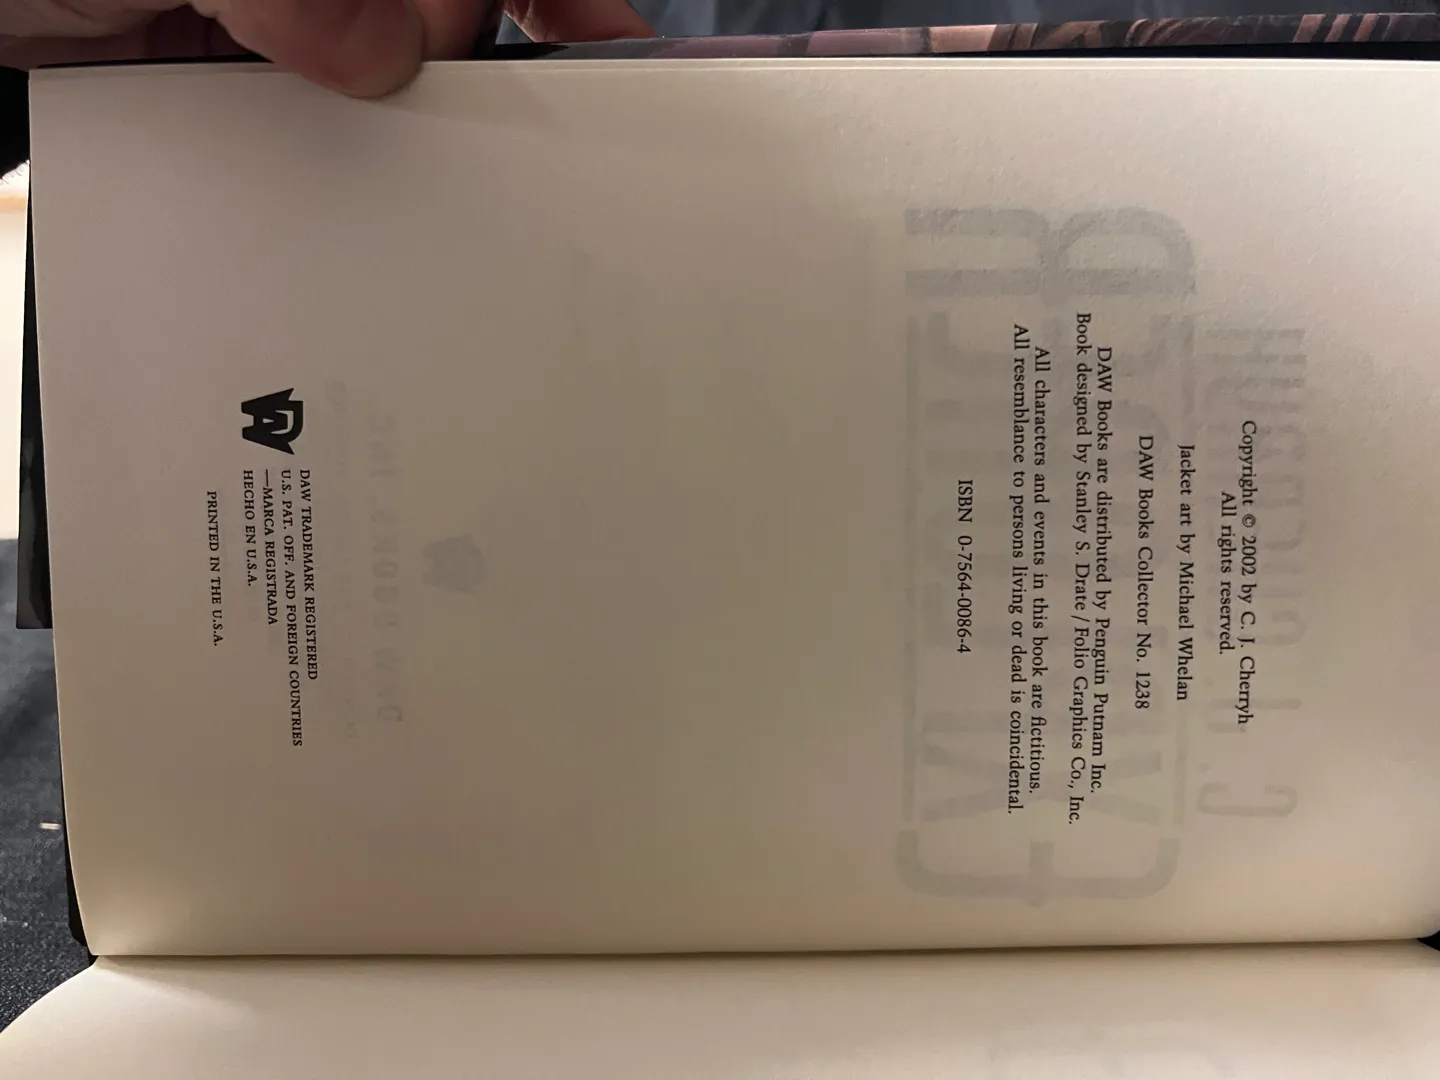 Copyright © 2002 by C. J. Cherryh
All rights reserved.
Jacket art by Michael Whelan
DAW Books Collector No. 1238
DAW Books are distributed by Penguin Putnam Inc.
Book designed by Stanley S. Drate / Folio Graphics Co., Inc.
All characters and events in this book are fictitious.
All resemblance to persons living or dead is coincidental.
ISBN 0-7564-0086-4
DAW
DAW TRADEMARK REGISTERED
U.S. PAT. OFF. AND FOREIGN COUNTRIES
—MARCA REGISTRADA
HECHO EN U.S.A.
PRINTED IN THE U.S.A.